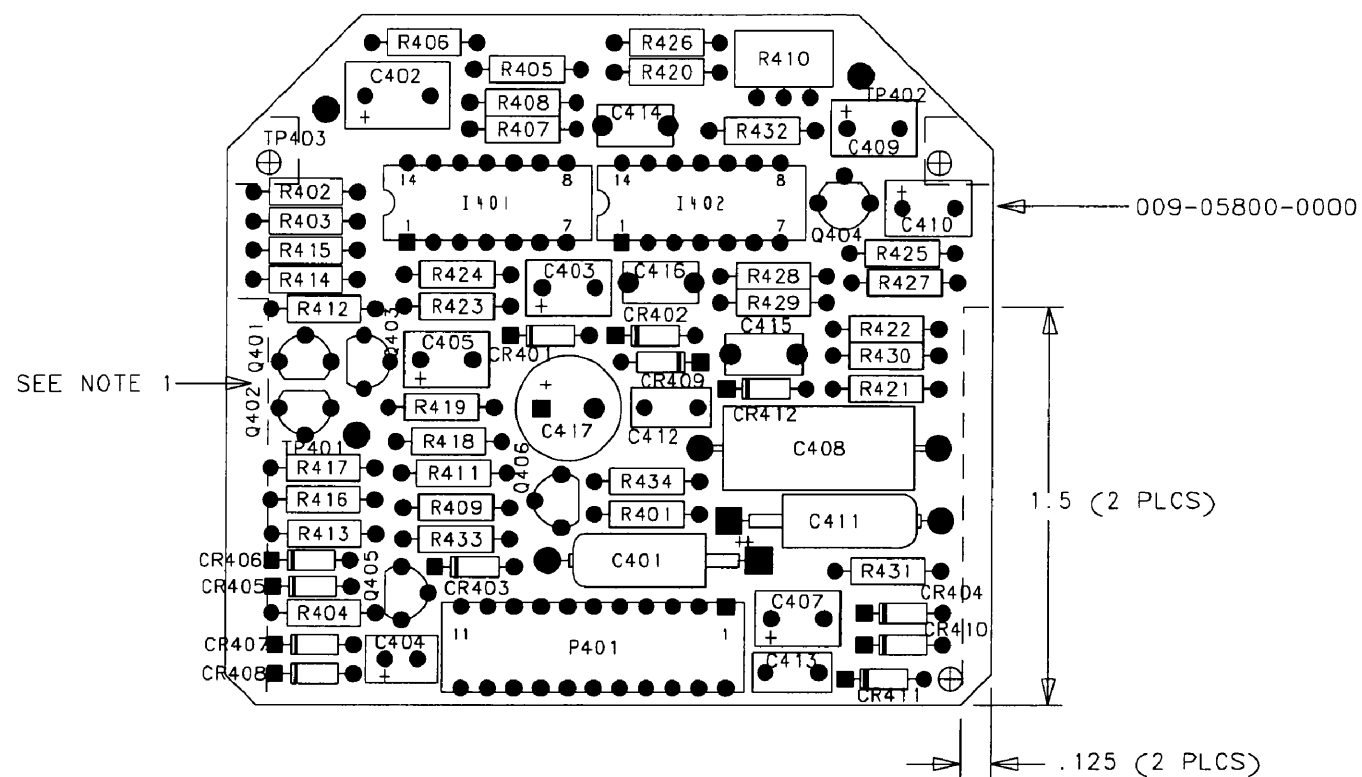 R406
R426
R405
R420
R410
C402
+
R408
C414
TP402
R407
R432
+
C409
TP403
14
8
14
8
R402
I401
I402
+
R403
009-05800-0000
1
7
1
7
Q404
C410
R415
R425
R414
R424
C403
C416
R428
R427
R412
R423
+
R429
Q401
Q403
CR402
C415
R422
C405
CR401
R430
SEE NOTE 1
+
+
CR409
R421
Q402
R419
CR412
C417
C412
TP401
R418
C408
R417
R411
Q406
R434
R416
R409
R401
1.5 (2 PLCS)
R413
R433
C411
++
CR406
Q405
C401
R431
CR405
CR403
CR404
R404
11
1
C407
+
CR410
CR407
C404
P401
C413
CR408
+
CR411
.125 (2 PLCS)